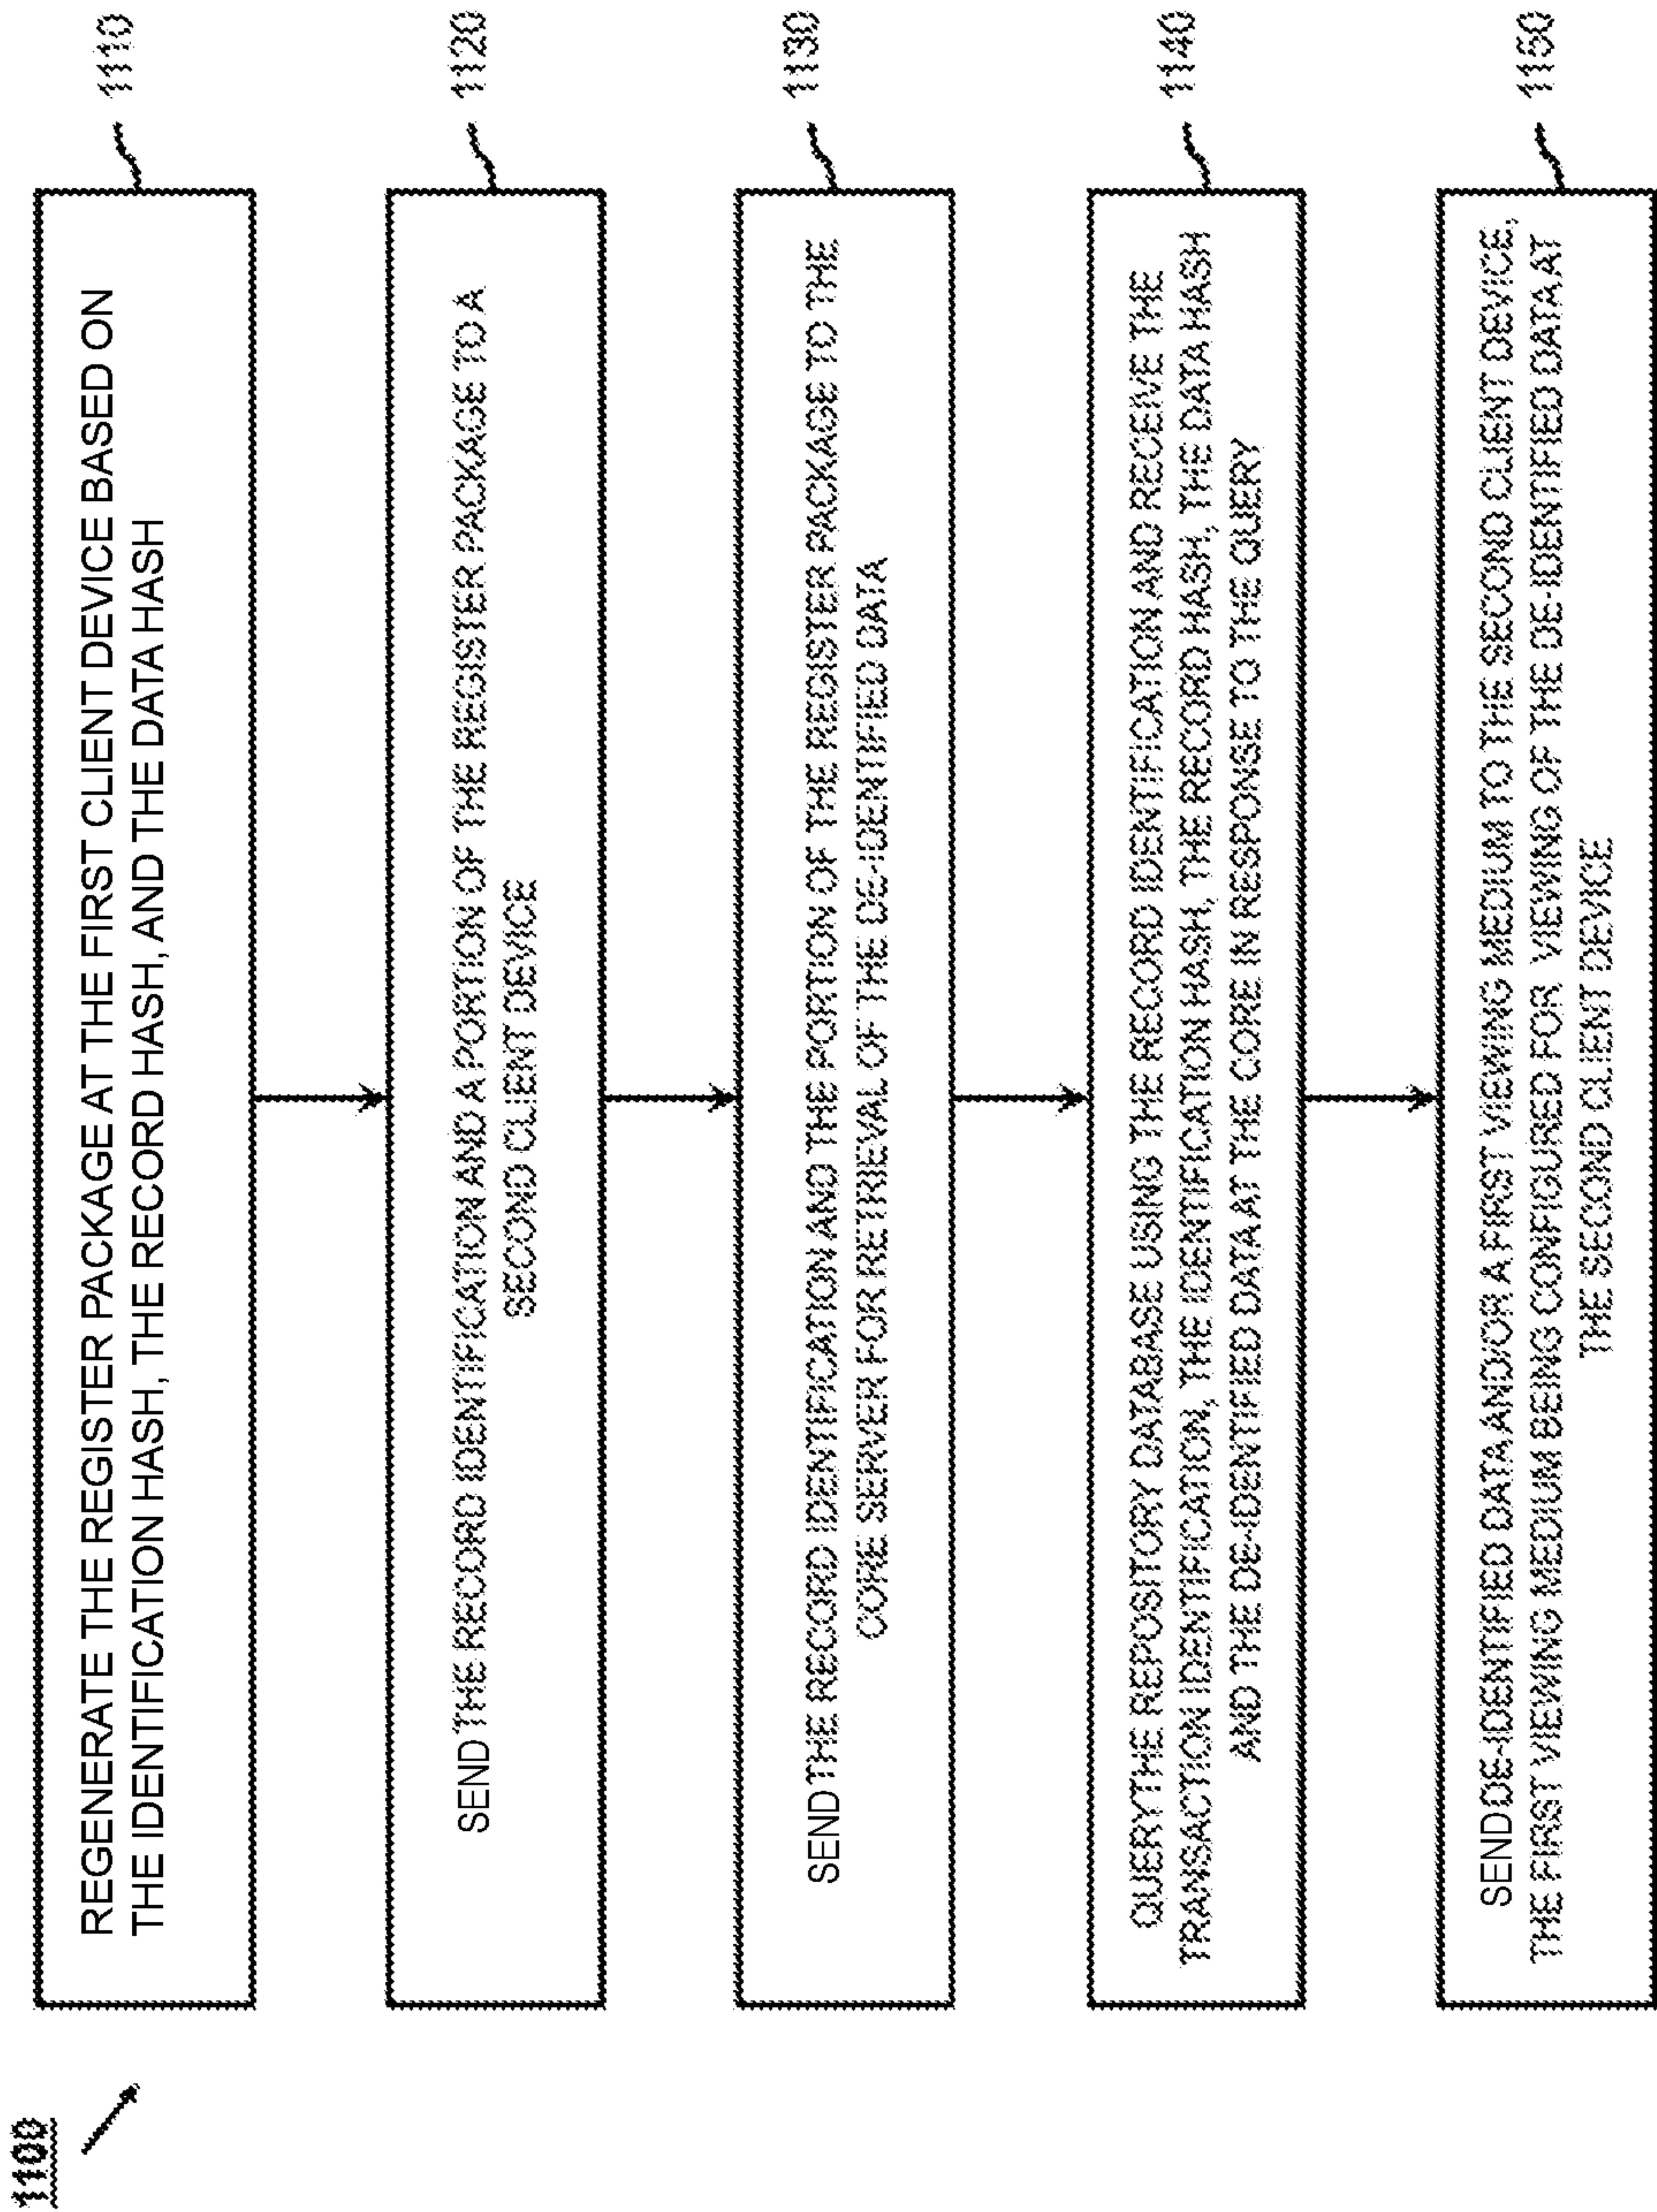 1100
REGENERATE THE REGISTER PACKAGE AT THE FIRST CLIENT DEVICE BASED ON
THE IDENTIFICATION HASH, THE RECORD HASH, AND THE DATA HASH
1110
SEND THE RECORD IDENTIFICATION AND A PORTION OF THE REGISTER PACKAGE TO A
SECOND CLIENT DEVICE
1120
SEND THE RECORD IDENTIFICATION AND THE PORTION OF THE REGISTER PACKAGE TO THE
CORE SERVER FOR RETRIEVAL OF THE DE-IDENTIFIED DATA
1130
QUERY THE REPOSITORY DATABASE USING THE RECORD IDENTIFICATION AND RECEIVE THE
TRANSACTION IDENTIFICATION, THE IDENTIFICATION HASH, THE RECORD HASH, THE DATA HASH
AND THE DE-IDENTIFIED DATA AT THE CORE IN RESPONSE TO THE QUERY
1140
SEND DE-IDENTIFIED DATA AND/OR A FIRST VIEWING MEDIUM TO THE SECOND CLIENT DEVICE,
THE FIRST VIEWING MEDIUM BEING CONFIGURED FOR VIEWING OF THE DE-IDENTIFIED DATA AT
THE SECOND CLIENT DEVICE
1150